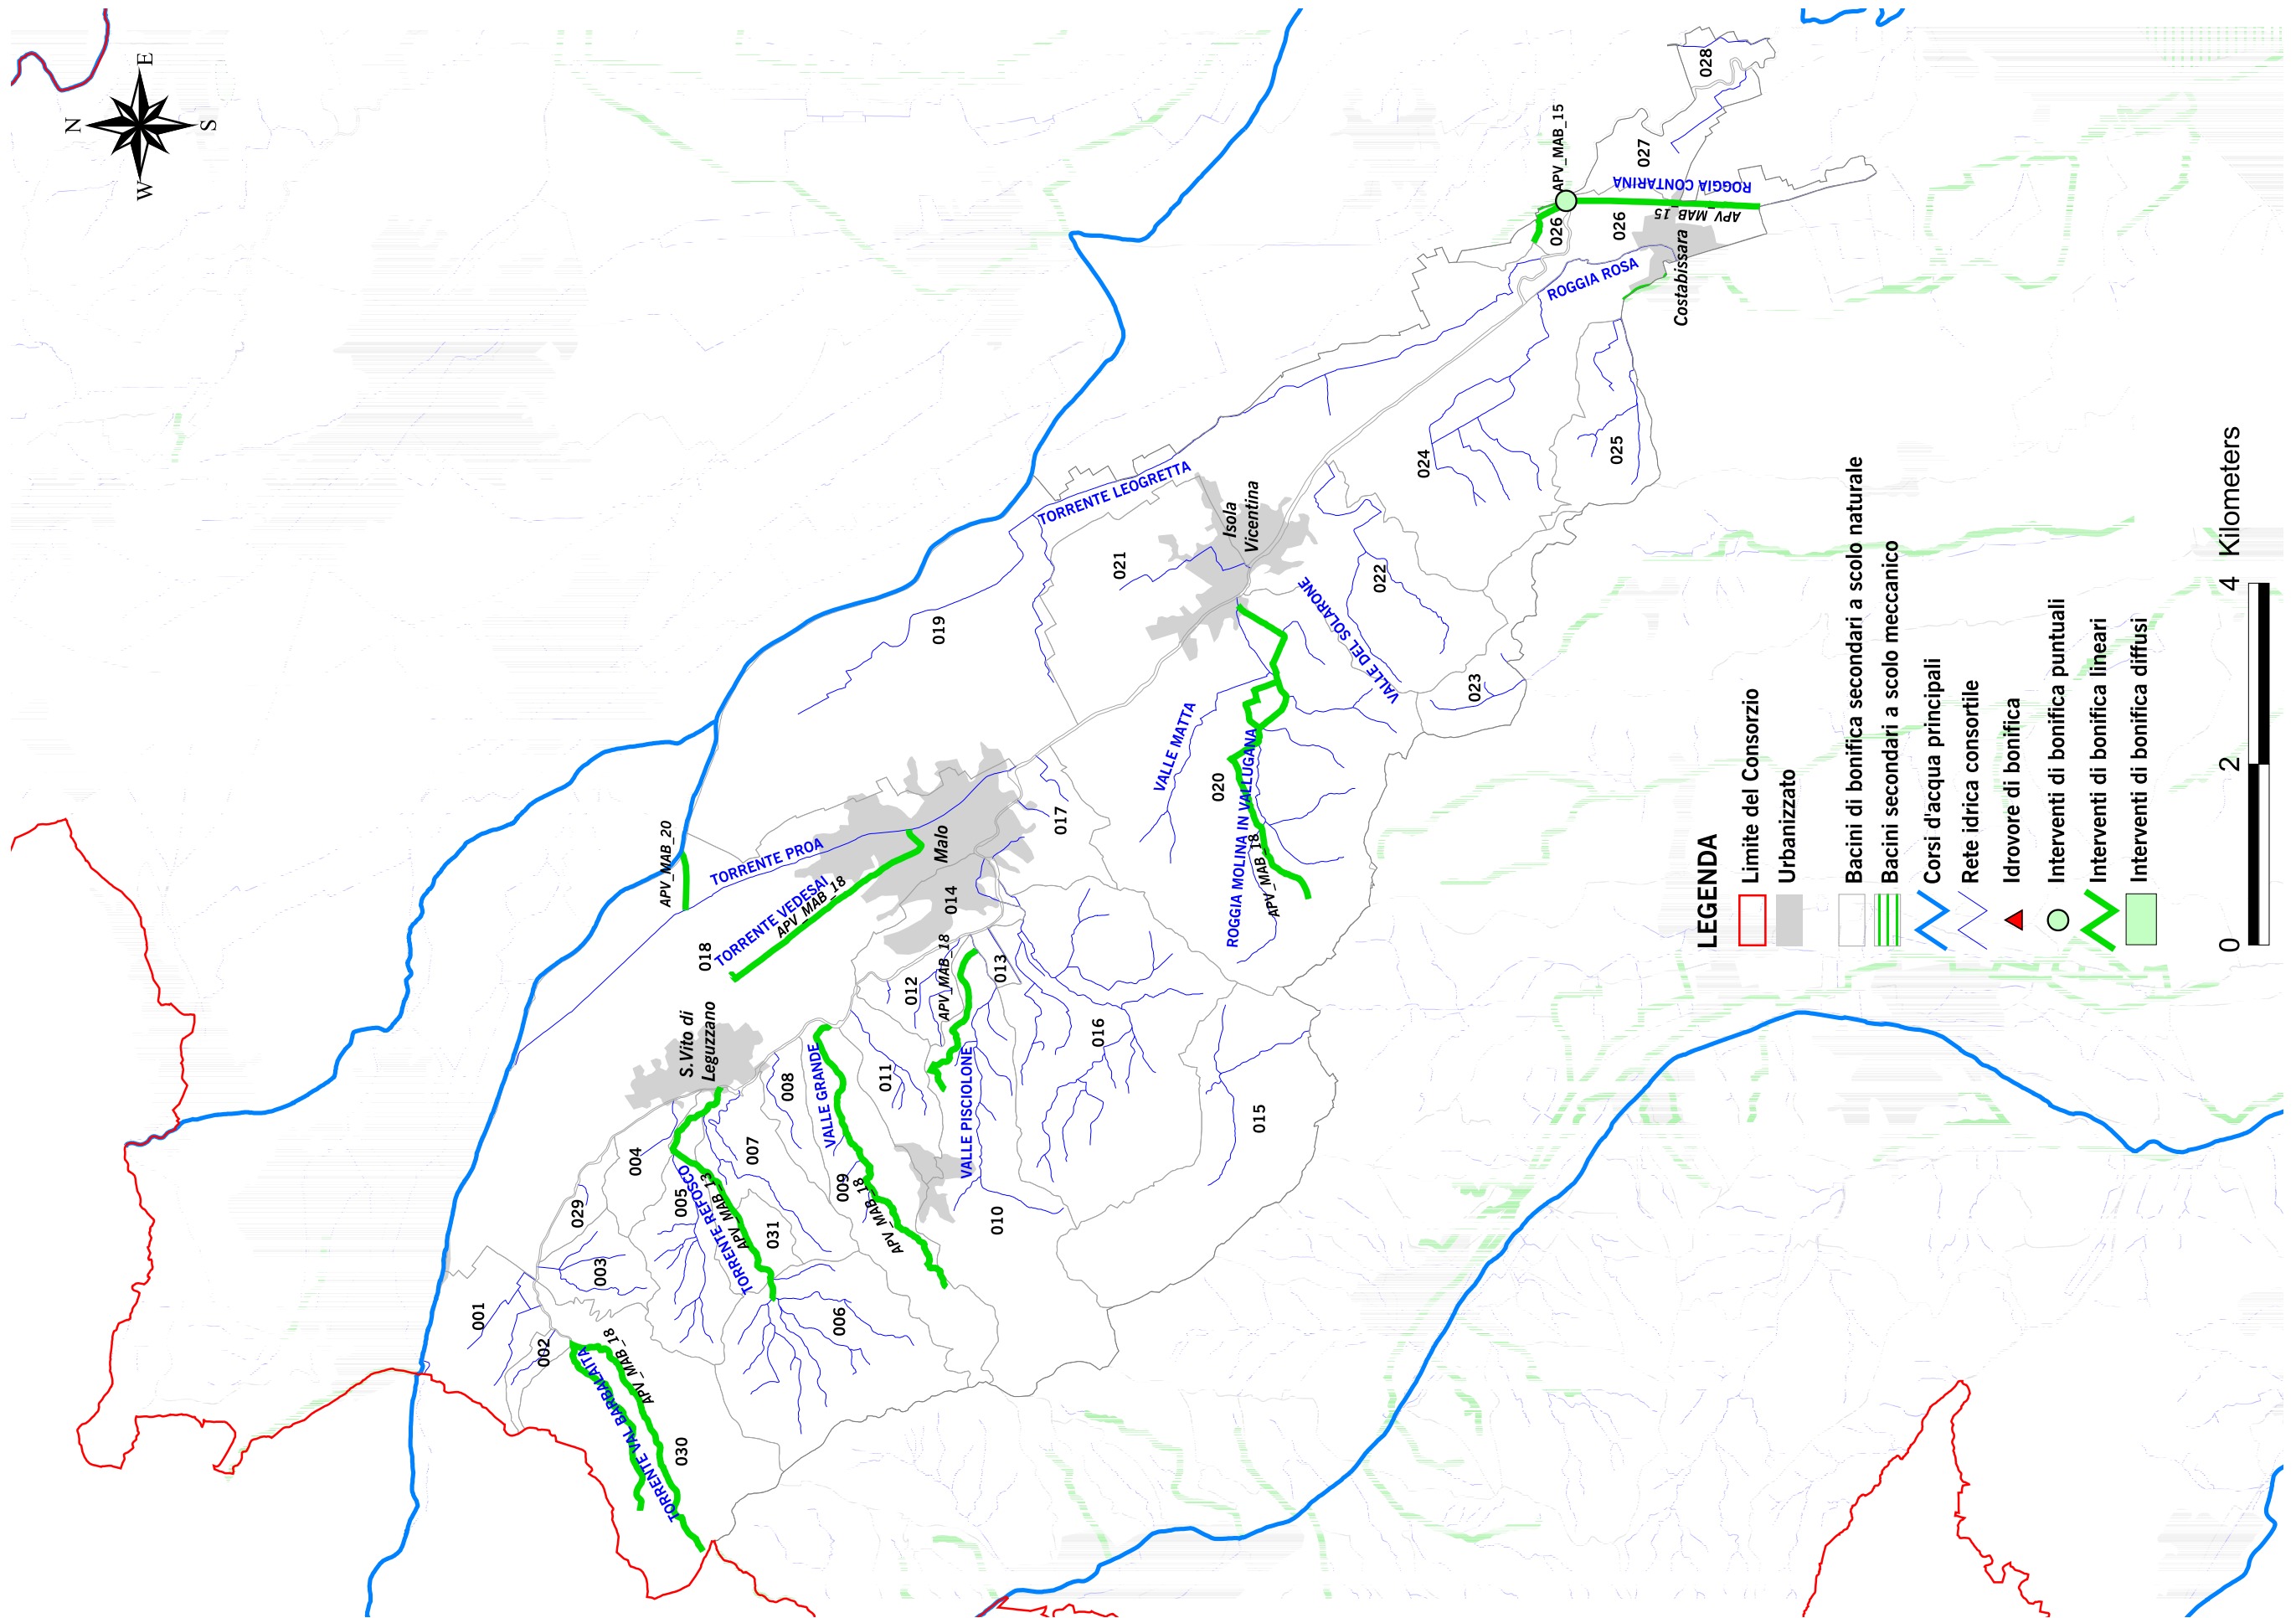 N
W
E
S
APV_MAB_15
028
027
026
026
ROGGIA CONTARINA
APV_MAB_15
Costabissara
ROGGIA ROSA
024
025
TORRENTE LEOGRETTA
Isola
Vicentina
021
019
022
VALLE DEL SOLARONE
023
VALLE MATTA
020
ROGGIA MOLINA IN VALLUGANA
APV_MAB_18
APV_MAB_20
TORRENTE PROA
TORRENTE VEDESAI
APV_MAB_18
018
Malo
017
014
APV_MAB_18
012
013
S.Vito di
Leguzzano
016
015
011
VALLE PISCIOLONE
010
008
VALLE GRANDE
009
APV_MAB_18
007
004
005
TORRENTE REFOSCO
APV_MAB_13
031
006
029
003
001
002
TORRENTE VAL BARBALAITA
APV_MAB_18
030
LEGENDA
Limite del Consorzio
Urbanizzato
Bacini di bonifica secondari a scolo naturale
Bacini secondari a scolo meccanico
Corsi d'acqua principali
Rete idrica consortile
Idrovore di bonifica
Interventi di bonifica puntuali
Interventi di bonifica lineari
Interventi di bonifica diffusi
0
2
4 Kilometers